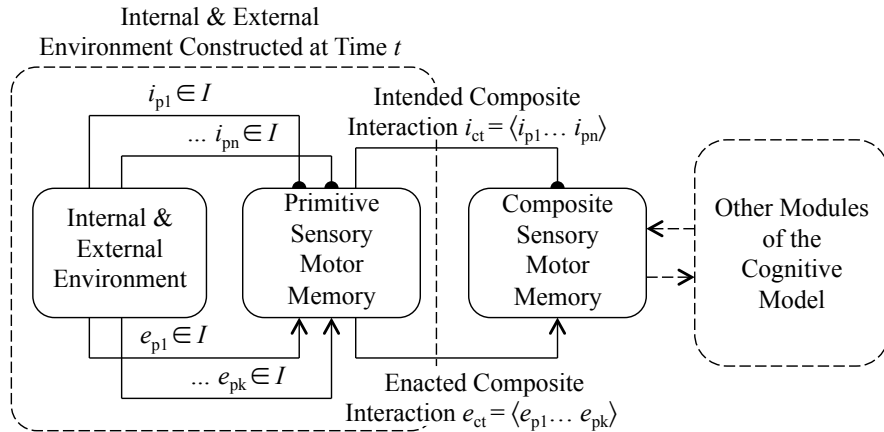 Internal & External
Environment Constructed at Time t
i_p1 ∈ I
... i_pn ∈ I
Intended Composite
Interaction i_ct = ⟨i_p1… i_pn⟩
Internal &
External
Environment
Primitive
Sensory
Motor
Memory
Composite
Sensory
Motor
Memory
Other Modules
of the
Cognitive
Model
e_p1 ∈ I
... e_pk ∈ I
Enacted Composite
Interaction e_ct = ⟨e_p1… e_pk⟩